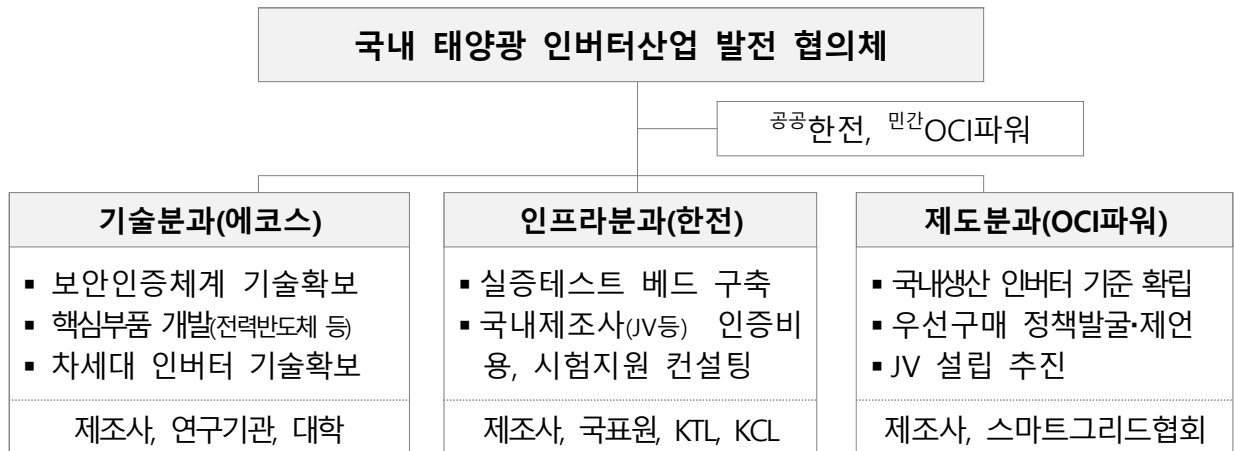 국내 태양광 인버터산업 발전 협의체
공공한전, 민간OCI파워
기술분과(에코스)
▪ 보안인증체계 기술확보
▪ 핵심부품 개발(전력반도체 등)
▪ 차세대 인버터 기술확보
제조사, 연구기관, 대학
인프라분과(한전)
▪ 실증테스트 베드 구축
▪ 국내제조사(JV등) 인증비
용, 시험지원 컨설팅
제조사, 국표원, KTL, KCL
제도분과(OCI파워)
▪ 국내생산 인버터 기준 확립
▪ 우선구매 정책발굴·제언
▪ JV 설립 추진
제조사, 스마트그리드협회